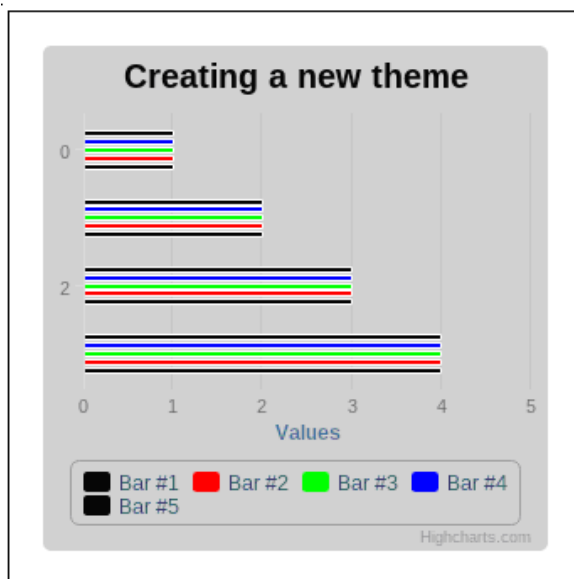 Creating a new theme
0
2
0 1 2 3 4 5
Values
Bar #1 Bar #2 Bar #3 Bar #4
Bar #5
Highcharts.com